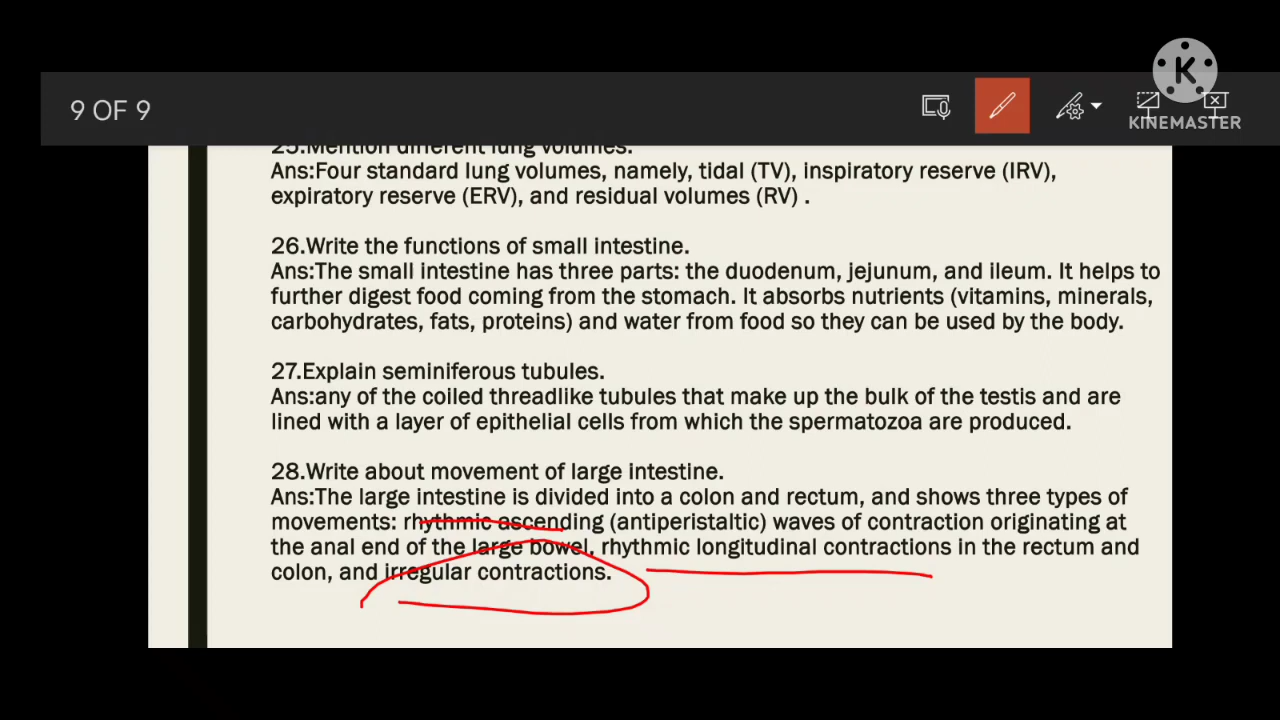 K
KINEMASTER
9 OF 9
25.Mention different lung volumes.
Ans:Four standard lung volumes, namely, tidal (TV), inspiratory reserve (IRV),
expiratory reserve (ERV), and residual volumes (RV) .
26.Write the functions of small intestine.
Ans:The small intestine has three parts: the duodenum, jejunum, and ileum. It helps to
further digest food coming from the stomach. It absorbs nutrients (vitamins, minerals,
carbohydrates, fats, proteins) and water from food so they can be used by the body.
27.Explain seminiferous tubules.
Ans:any of the coiled threadlike tubules that make up the bulk of the testis and are
lined with a layer of epithelial cells from which the spermatozoa are produced.
28.Write about movement of large intestine.
Ans:The large intestine is divided into a colon and rectum, and shows three types of
movements: rhythmic ascending (antiperistaltic) waves of contraction originating at
the anal end of the large bowel, rhythmic longitudinal contractions in the rectum and
colon, and irregular contractions.